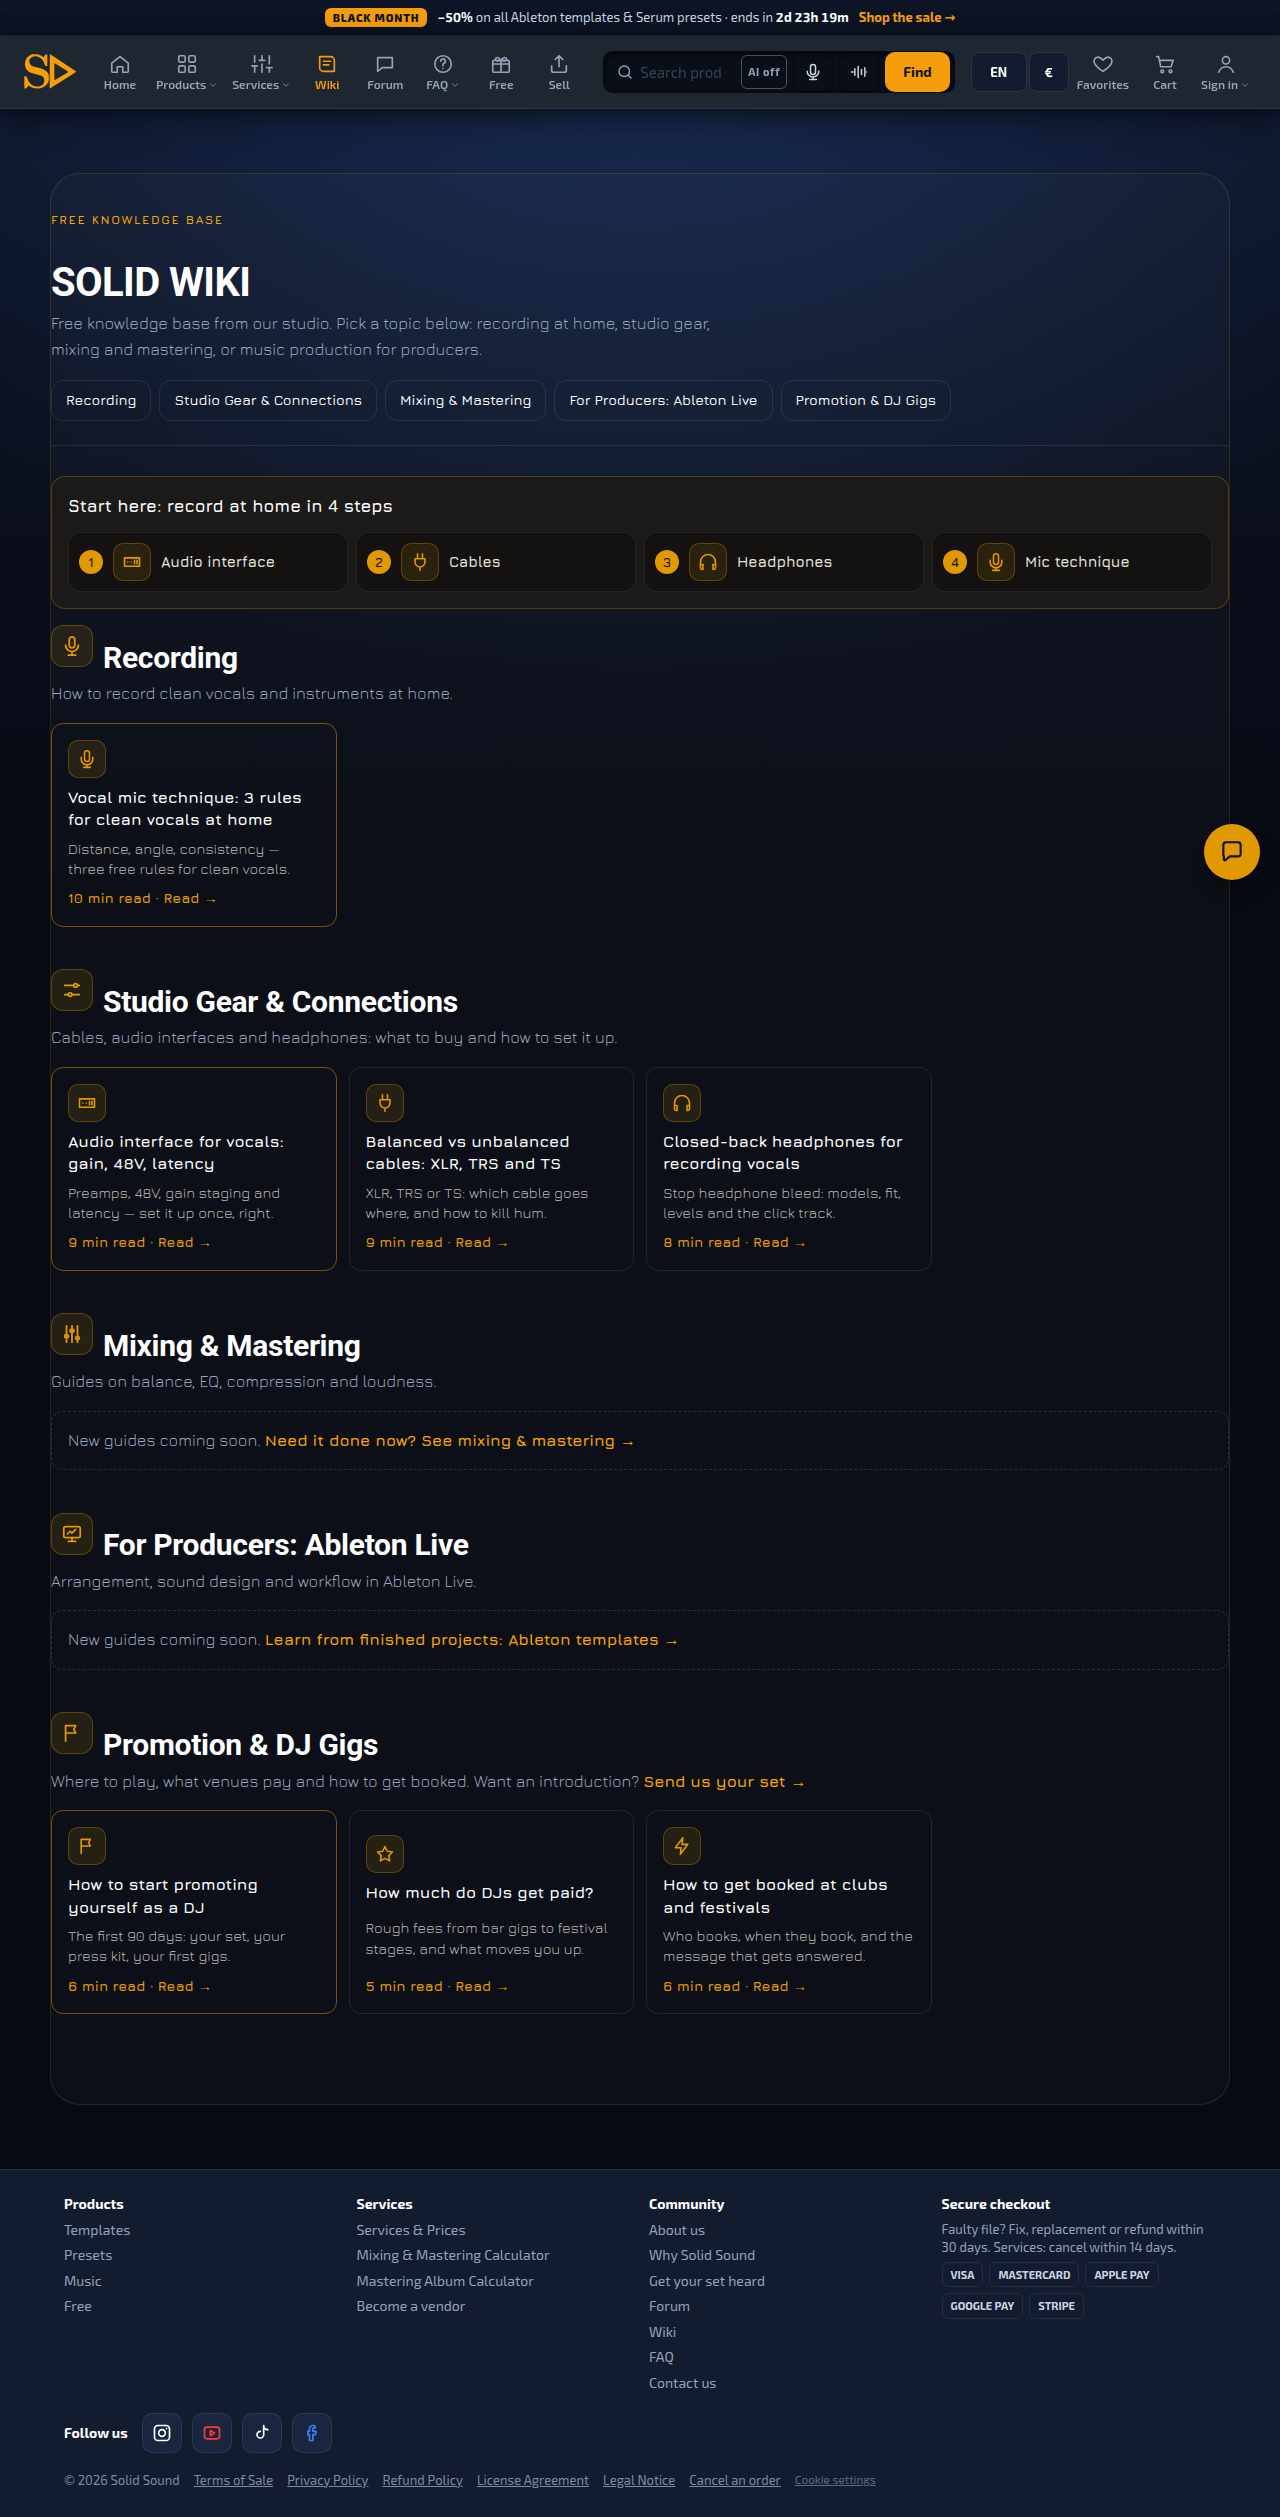 BLACK MONTH −50% on all Ableton templates & Serum presets · ends in 2d 23h 19m Shop the sale →
Home
Products
Services
Wiki
Forum
FAQ
Free
Sell
Search prod
AI off
Find
EN
€
Favorites
Cart
Sign in
FREE KNOWLEDGE BASE
SOLID WIKI
Free knowledge base from our studio. Pick a topic below: recording at home, studio gear,
mixing and mastering, or music production for producers.
Recording
Studio Gear & Connections
Mixing & Mastering
For Producers: Ableton Live
Promotion & DJ Gigs
Start here: record at home in 4 steps
1 Audio interface
2 Cables
3 Headphones
4 Mic technique
Recording
How to record clean vocals and instruments at home.
Vocal mic technique: 3 rules
for clean vocals at home
Distance, angle, consistency —
three free rules for clean vocals.
10 min read · Read →
Studio Gear & Connections
Cables, audio interfaces and headphones: what to buy and how to set it up.
Audio interface for vocals:
gain, 48V, latency
Preamps, 48V, gain staging and
latency — set it up once, right.
9 min read · Read →
Balanced vs unbalanced
cables: XLR, TRS and TS
XLR, TRS or TS: which cable goes
where, and how to kill hum.
9 min read · Read →
Closed-back headphones for
recording vocals
Stop headphone bleed: models, fit,
levels and the click track.
8 min read · Read →
Mixing & Mastering
Guides on balance, EQ, compression and loudness.
New guides coming soon. Need it done now? See mixing & mastering →
For Producers: Ableton Live
Arrangement, sound design and workflow in Ableton Live.
New guides coming soon. Learn from finished projects: Ableton templates →
Promotion & DJ Gigs
Where to play, what venues pay and how to get booked. Want an introduction? Send us your set →
How to start promoting
yourself as a DJ
The first 90 days: your set, your
press kit, your first gigs.
6 min read · Read →
How much do DJs get paid?
Rough fees from bar gigs to festival
stages, and what moves you up.
5 min read · Read →
How to get booked at clubs
and festivals
Who books, when they book, and the
message that gets answered.
6 min read · Read →
Products
Templates
Presets
Music
Free
Services
Services & Prices
Mixing & Mastering Calculator
Mastering Album Calculator
Become a vendor
Community
About us
Why Solid Sound
Get your set heard
Forum
Wiki
FAQ
Contact us
Secure checkout
Faulty file? Fix, replacement or refund within
30 days. Services: cancel within 14 days.
VISA MASTERCARD APPLE PAY
GOOGLE PAY STRIPE
Follow us
© 2026 Solid Sound Terms of Sale Privacy Policy Refund Policy License Agreement Legal Notice Cancel an order Cookie settings